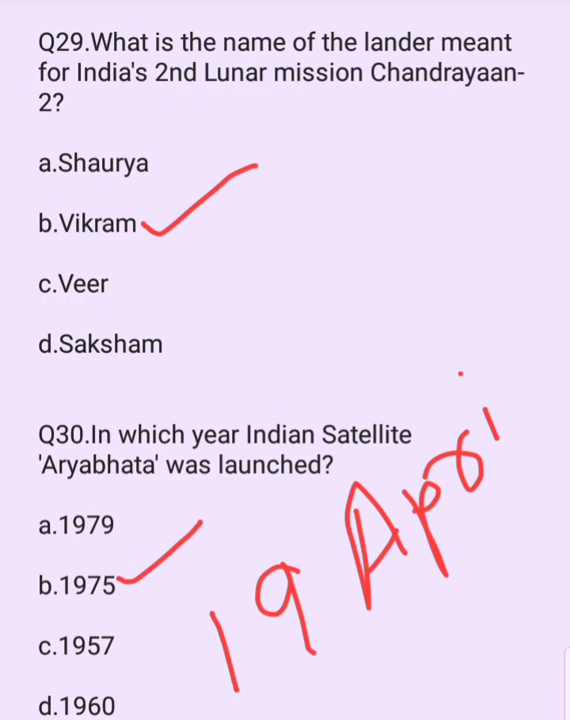 Q29.What is the name of the lander meant
for India's 2nd Lunar mission Chandrayaan-
2?
a.Shaurya
b.Vikram
c.Veer
d.Saksham
Q30.In which year Indian Satellite
'Aryabhata' was launched?
a.1979
b.1975
c.1957
d.1960
19